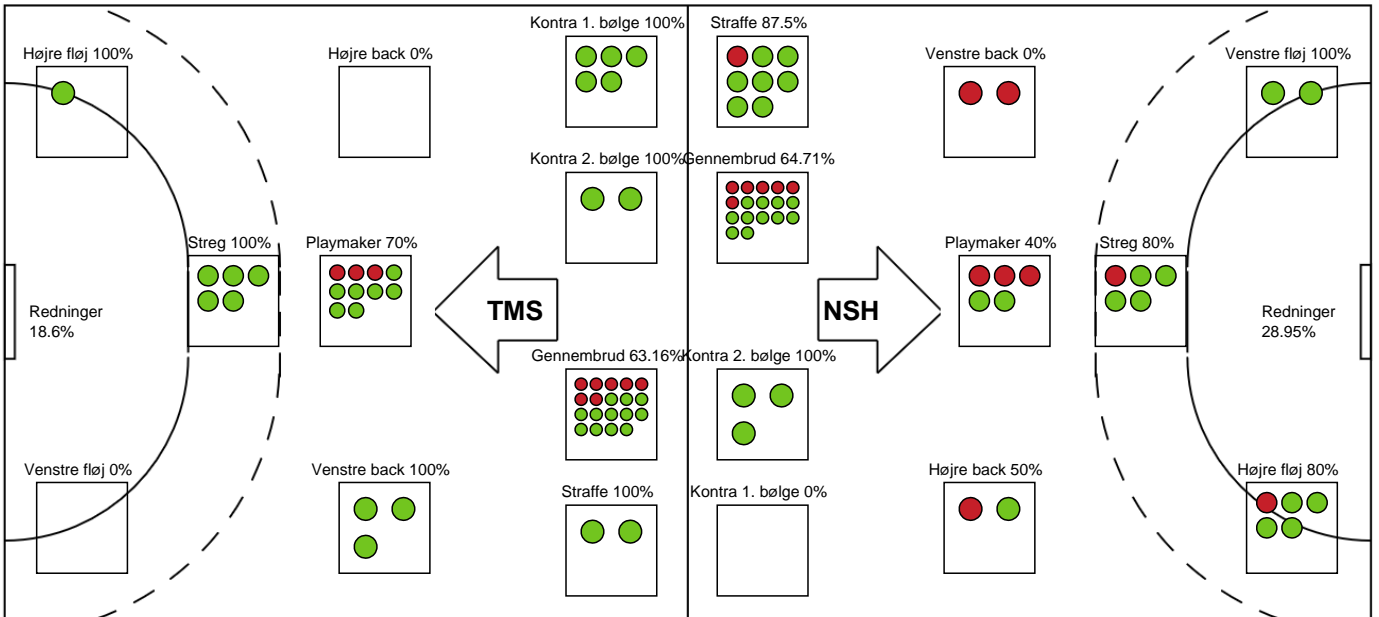 Kontra 1. bølge 100%
Straffe 87.5%
Højre fløj 100%
Højre back 0%
Venstre back 0%
Venstre fløj 100%
Kontra 2. bølge 100%
Gennembrud 64.71%
Streg 100%
Playmaker 70%
Playmaker 40%
Streg 80%
Redninger
18.6%
TMS
NSH
Redninger
28.95%
Gennembrud 63.16%
Kontra 2. bølge 100%
Venstre fløj 0%
Venstre back 100%
Straffe 100%
Kontra 1. bølge 0%
Højre back 50%
Højre fløj 80%